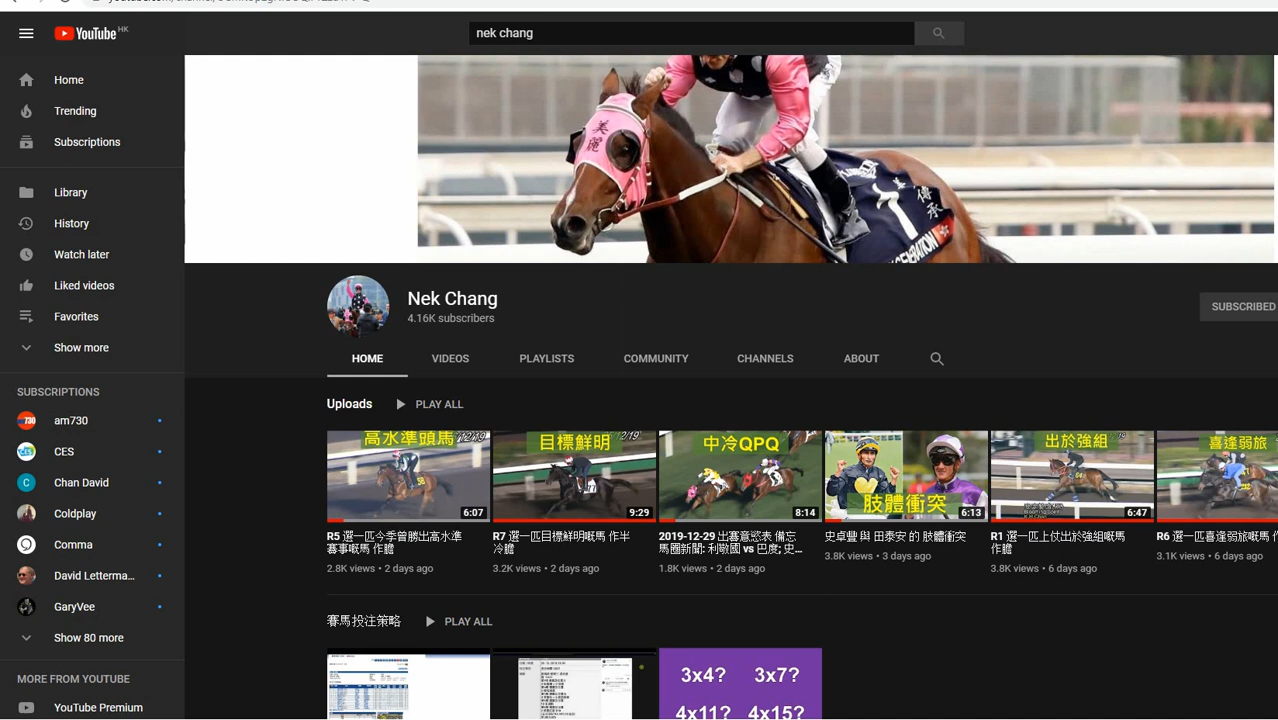 YouTube HK
nek chang
Home
Trending
Subscriptions
Library
History
Watch later
Liked videos
Favorites
Show more
SUBSCRIPTIONS
am730
CES
Chan David
Coldplay
Comma
David Letterma...
GaryVee
Show 80 more
MORE FROM YOUTUBE
YouTube Premium
美麗
1
傳承
Nek Chang
4.16K subscribers
SUBSCRIBED
HOME
VIDEOS
PLAYLISTS
COMMUNITY
CHANNELS
ABOUT
Uploads
PLAY ALL
高水準頭馬
6:07
目標鮮明
9:29
中冷QPQ
8:14
肢體衝突
6:13
出於強組
6:47
喜逢弱旅
R5 選一匹今季曾勝出高水準
賽事嘅馬 作膽
2.8K views • 2 days ago
R7 選一匹目標鮮明嘅馬 作半
冷膽
3.2K views • 2 days ago
2019-12-29 出賽意慾表 備忘
馬圈新聞: 利敬國 vs 巴度; 史...
1.8K views • 2 days ago
史卓豐 與 田泰安 的 肢體衝突
3.8K views • 3 days ago
R1 選一匹上仗出於強組嘅馬
作膽
3.8K views • 6 days ago
R6 選一匹喜逢弱旅嘅馬
3.1K views • 6 days ago
賽馬投注策略
PLAY ALL
3x4? 3x7?
4x11? 4x15?